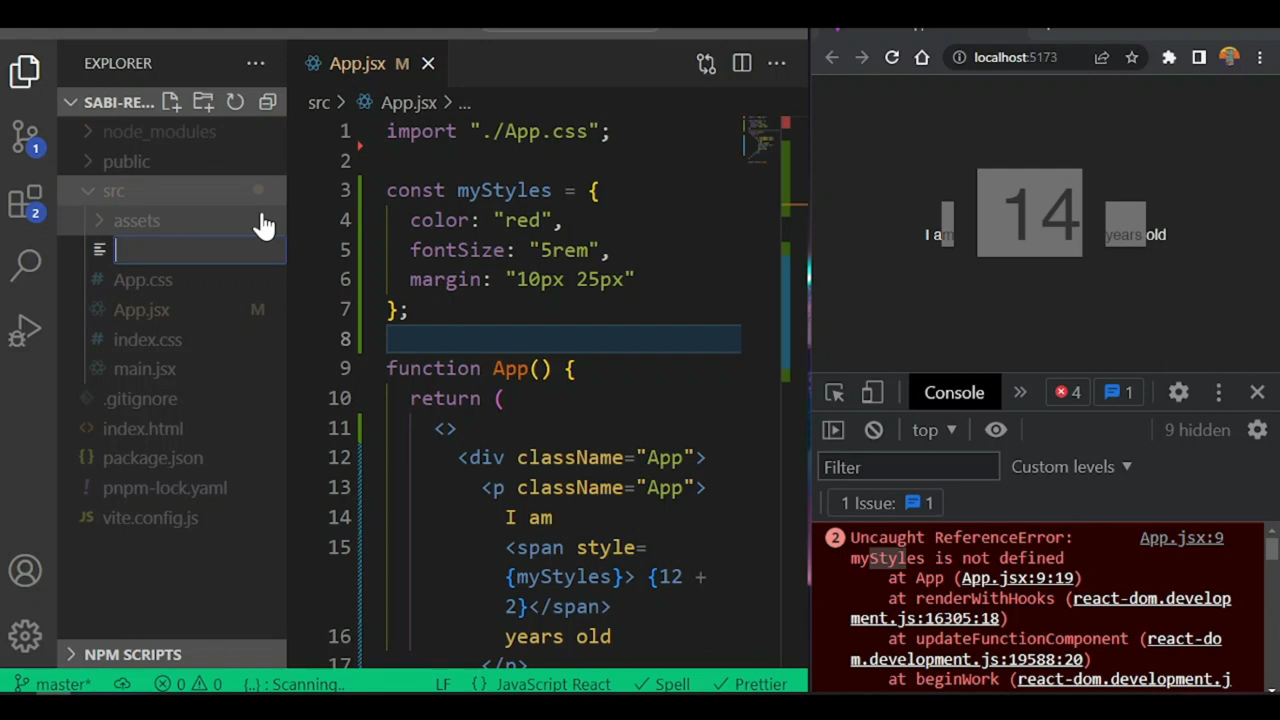 EXPLORER
SABI-RE...
node_modules
public
src
assets
App.css
App.jsx M
index.css
main.jsx
.gitignore
index.html
package.json
pnpm-lock.yaml
vite.config.js
NPM SCRIPTS
1
2
App.jsx M
src > App.jsx > ...
1 import "./App.css";
2
3 const myStyles = {
4 color: "red",
5 fontSize: "5rem",
6 margin: "10px 25px"
7 };
8
9 function App() {
10 return (
11 <>
12 <div className="App">
13 <p className="App">
14 I am
15 <span style=
{myStyles}> {12 +
2}</span>
16 years old
17 </p>
master* 0 0 {..} : Scanning.. LF {} JavaScript React Spell Prettier
localhost:5173
I am 14 years old
Console » 4 1
top ▾ 9 hidden
Filter Custom levels ▾
1 Issue: 1
2 Uncaught ReferenceError: App.jsx:9
myStyles is not defined
at App (App.jsx:9:19)
at renderWithHooks (react-dom.develop
ment.js:16305:18)
at updateFunctionComponent (react-do
m.development.js:19588:20)
at beginWork (react-dom.development.j